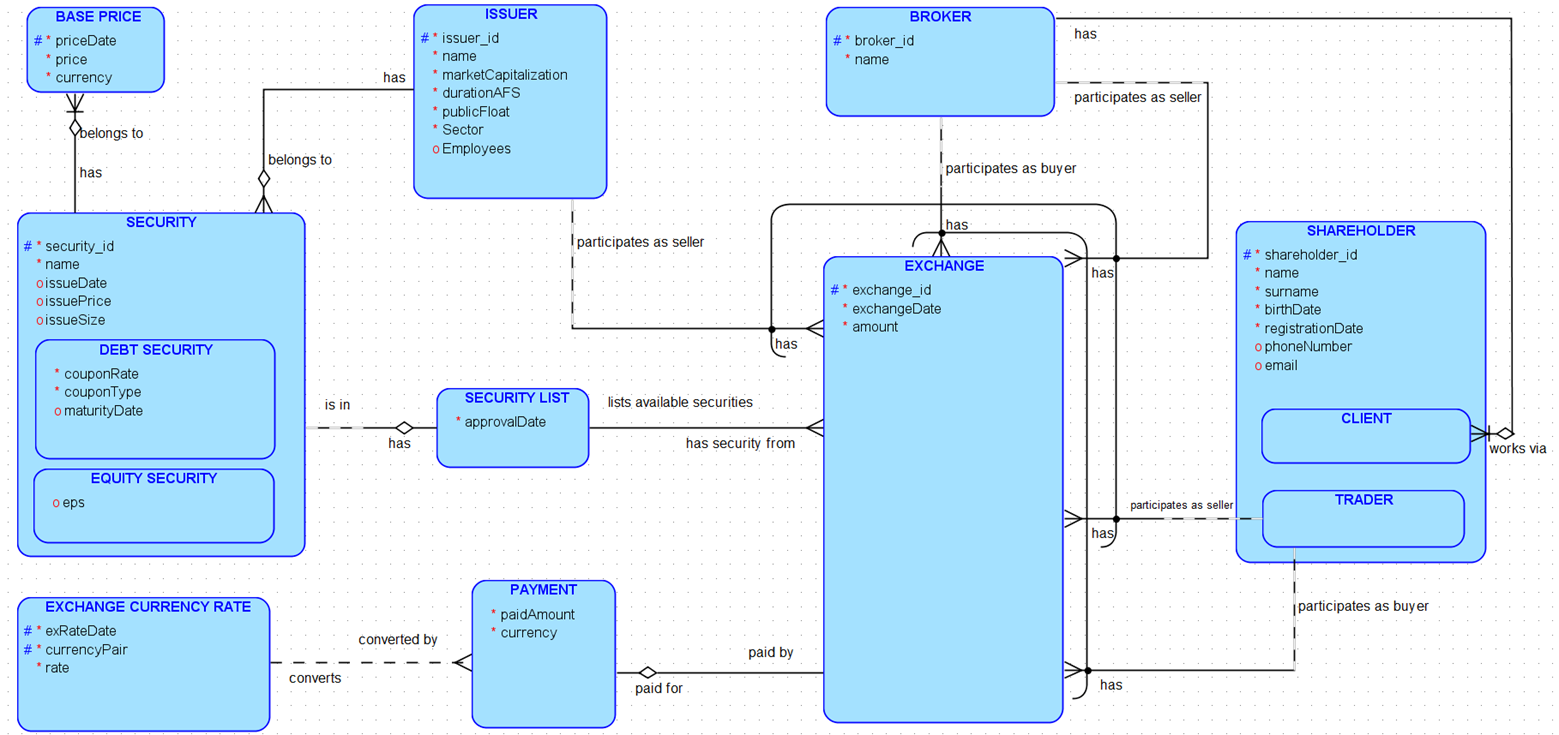 BASE PRICE
# * priceDate
* price
* currency
belongs to
has
ISSUER
# * issuer_id
* name
* marketCapitalization
* durationAFS
* publicFloat
* Sector
o Employees
has
belongs to
participates as seller
has
BROKER
# * broker_id
* name
has
participates as seller
has
participates as buyer
has
SECURITY
# * security_id
* name
o issueDate
o issuePrice
o issueSize
DEBT SECURITY
* couponRate
* couponType
o maturityDate
EQUITY SECURITY
o eps
is in
has
SECURITY LIST
* approvalDate
lists available securities
has security from
EXCHANGE
# * exchange_id
* exchangeDate
* amount
SHAREHOLDER
# * shareholder_id
* name
* surname
* birthDate
* registrationDate
o phoneNumber
o email
CLIENT
works via
TRADER
participates as seller
has
participates as buyer
has
EXCHANGE CURRENCY RATE
# * exRateDate
# * currencyPair
* rate
converted by
converts
PAYMENT
* paidAmount
* currency
paid by
paid for